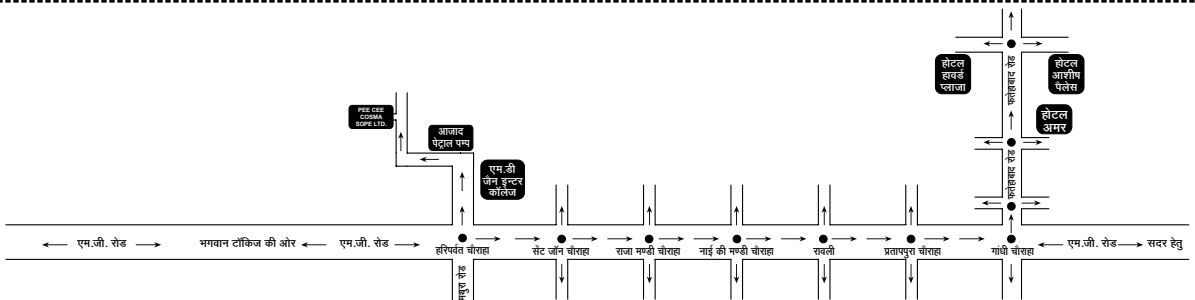 होटल
हावर्ड
प्लाजा
फतेहाबाद रोड
होटल
आशीष
पैलेस
PEE CEE
COSMA
SOPE LTD.
आजाद
पेट्राल पम्प
होटल
अमर
एम.डी
जैन इन्टर
कॉलेज
फतेहाबाद रोड
एम.जी. रोड
भगवान टॉकिज की ओर
एम.जी. रोड
हरिपर्वत चौराहा
सेंट जॉन चौराहा
राजा मण्डी चौराहा
नाई की मण्डी चौराहा
रावली
प्रतापपुरा चौराहा
गांधी चौराहा
एम.जी. रोड
सदर हेतु
मथुरा रोड